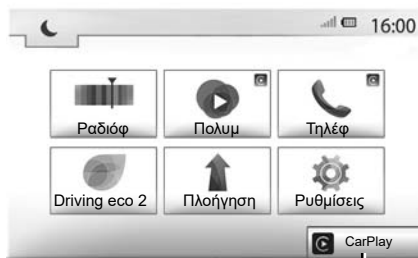 16:00
Ραδιόφ
Πολυμ
Τηλέφ
Driving eco 2
Πλοήγηση
Ρυθμίσεις
CarPlay